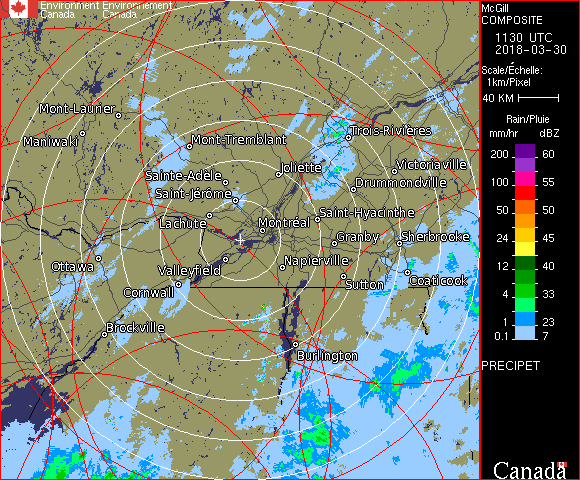 Environment Environnement
Canada Canada
McGill
COMPOSITE
1130 UTC
2018-03-30
Scale/Échelle:
1km/Pixel
40 KM
Rain/Pluie
mm/hr dBZ
200 60
100 55
50 50
24 45
12 40
4 33
1 23
0.1 7
PRECIPET
Canada
Mont-Laurier
Maniwaki
Mont-Tremblant
Trois-Rivières
Sainte-Adèle
Joliette
Victoriaville
Saint-Jérôme
Drummondville
Lachute
Montréal
Saint-Hyacinthe
Granby
Sherbrooke
Ottawa
Valleyfield
Napierville
Cornwall
Sutton
Coaticook
Brockville
Burlington